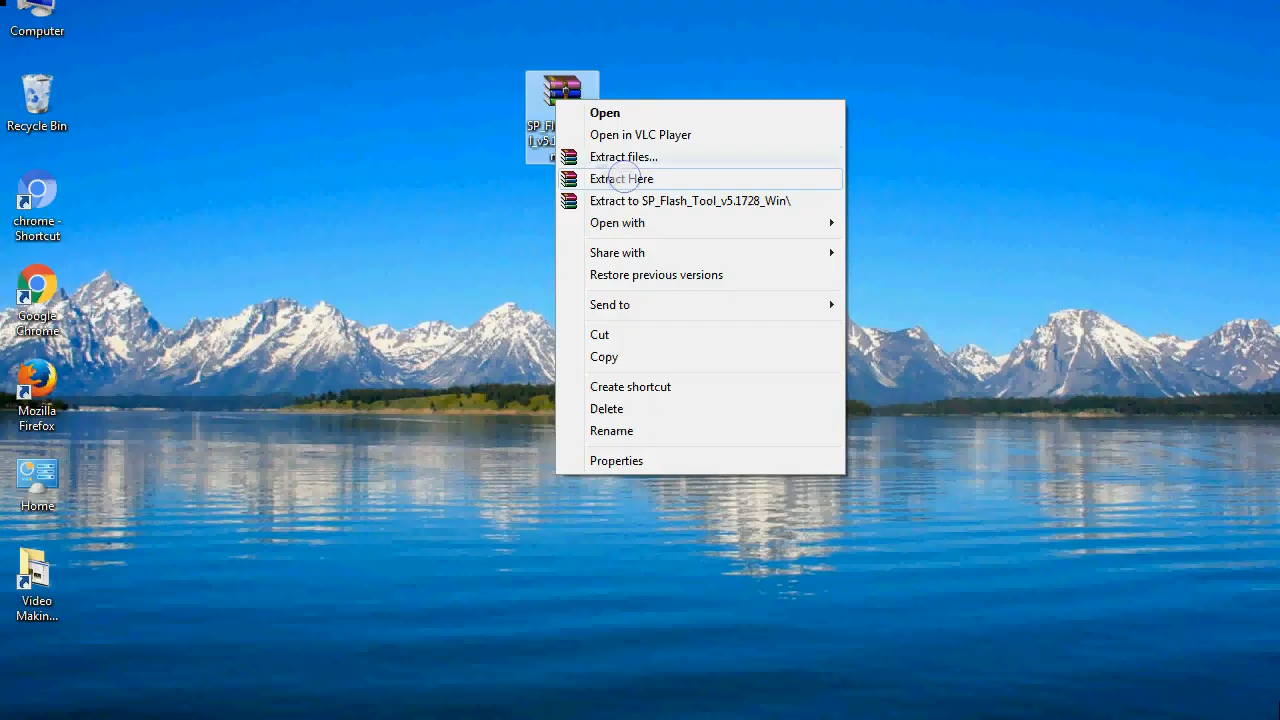 Computer
Recycle Bin
chrome -
Shortcut
Google
Chrome
Mozilla
Firefox
Home
Video
Makin...
SP_Fl
l_v5.1
Open
Open in VLC Player
Extract files...
Extract Here
Extract to SP_Flash_Tool_v5.1728_Win\
Open with
Share with
Restore previous versions
Send to
Cut
Copy
Create shortcut
Delete
Rename
Properties